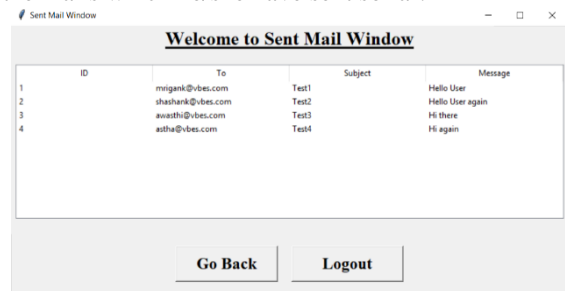 Sent Mail Window
Welcome to Sent Mail Window
ID To Subject Message
1 mrigank@vbes.com Test1 Hello User
2 shashank@vbes.com Test2 Hello User again
3 awasthi@vbes.com Test3 Hi there
4 astha@vbes.com Test4 Hi again
Go Back Logout